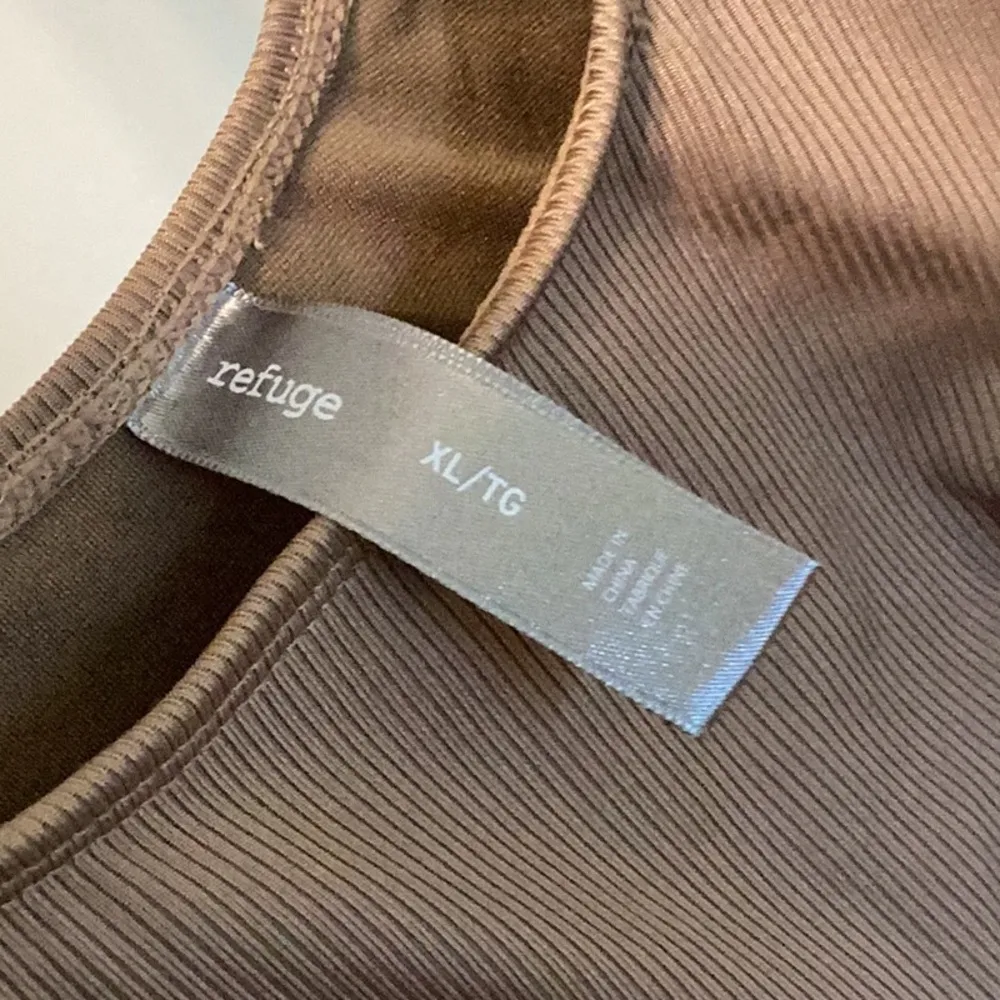 refuge
XL/TG
MADE IN
CHINA
FABRIQUÉ
EN CHINE